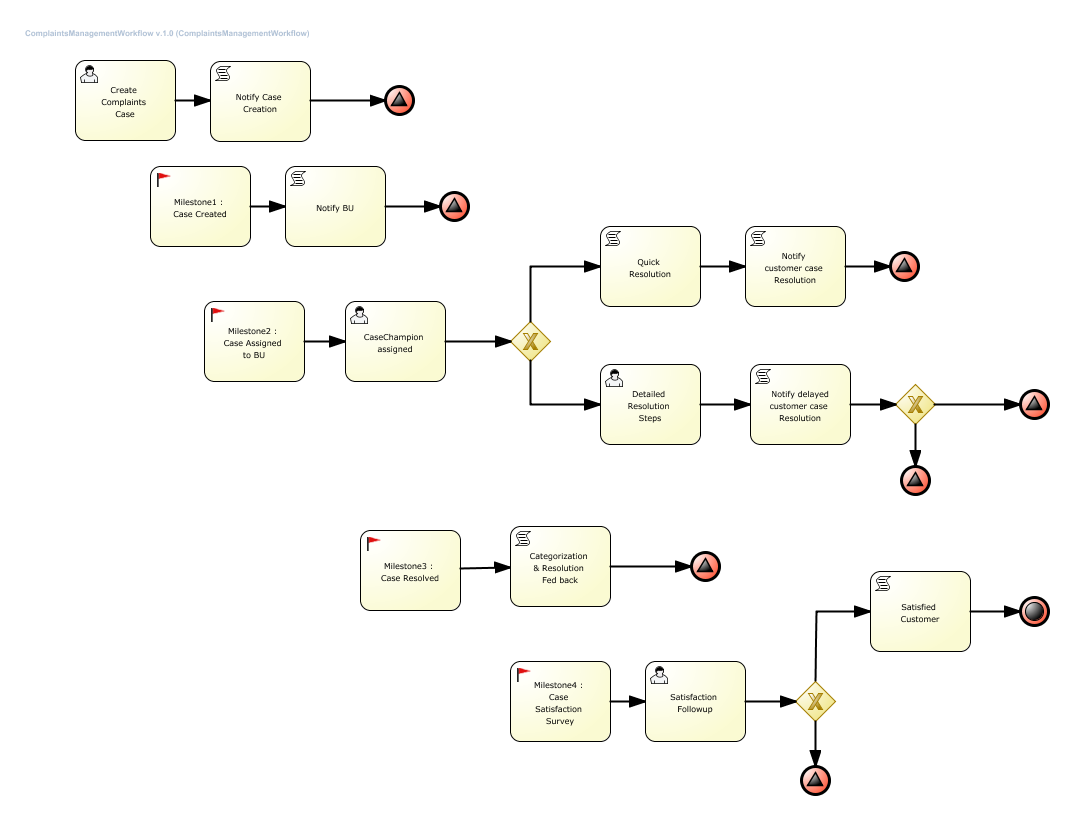 ComplaintsManagementWorkflow v.1.0 (ComplaintsManagementWorkflow)
Create
Complaints
Case
Notify Case
Creation
Milestone1 :
Case Created
Notify BU
Quick
Resolution
Notify
customer case
Resolution
Milestone2 :
Case Assigned
to BU
CaseChampion
assigned
X
Detailed
Resolution
Steps
Notify delayed
customer case
Resolution
X
Milestone3 :
Case Resolved
Categorization
& Resolution
Fed back
Satisfied
Customer
Milestone4 :
Case
Satisfaction
Survey
Satisfaction
Followup
X